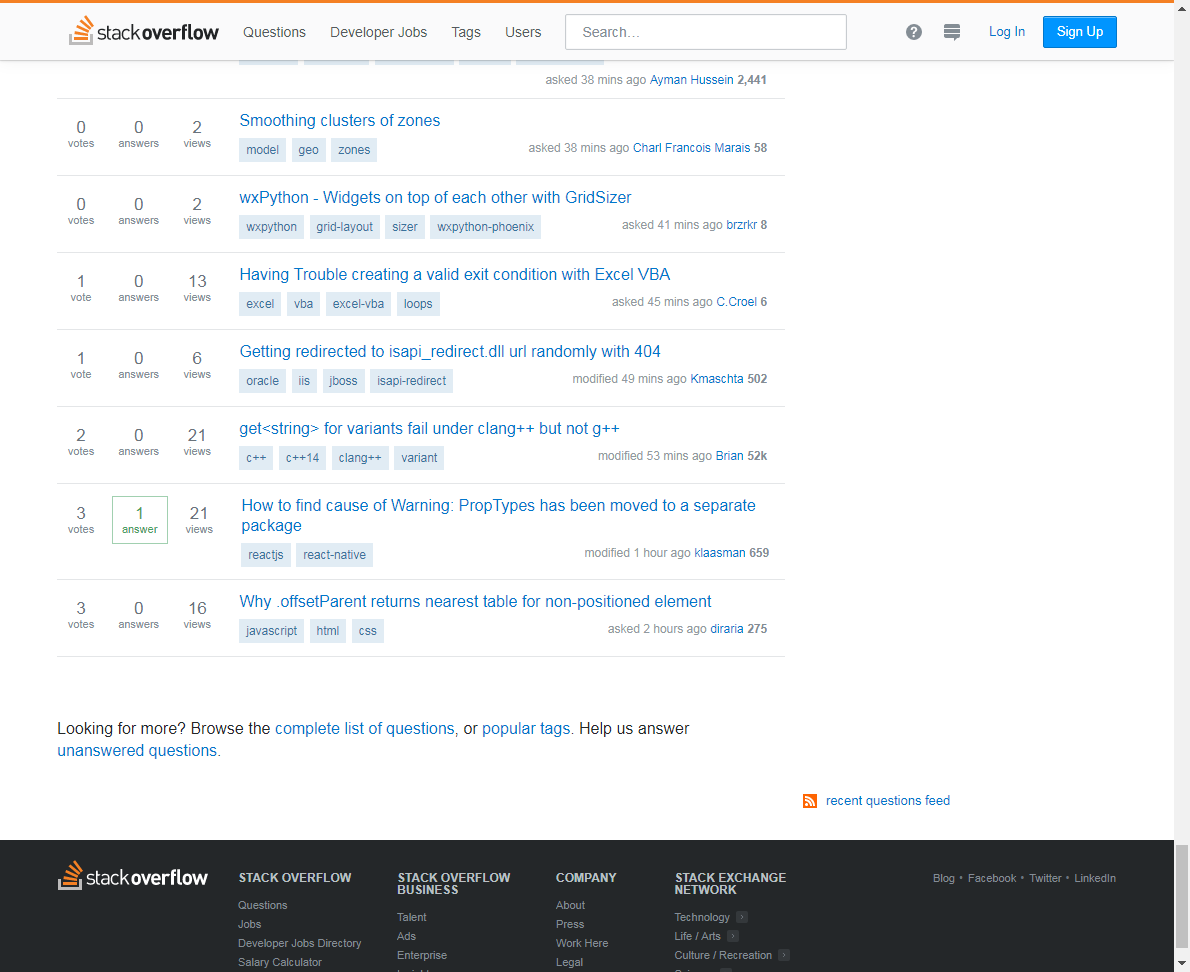 stackoverflow Questions Developer Jobs Tags Users Search... ? Log In Sign Up
asked 38 mins ago Ayman Hussein 2,441
0 votes 0 answers 2 views
Smoothing clusters of zones
model geo zones
asked 38 mins ago Charl Francois Marais 58
0 votes 0 answers 2 views
wxPython - Widgets on top of each other with GridSizer
wxpython grid-layout sizer wxpython-phoenix
asked 41 mins ago brzrkr 8
1 vote 0 answers 13 views
Having Trouble creating a valid exit condition with Excel VBA
excel vba excel-vba loops
asked 45 mins ago C.Croel 6
1 vote 0 answers 6 views
Getting redirected to isapi_redirect.dll url randomly with 404
oracle iis jboss isapi-redirect
modified 49 mins ago Kmaschta 502
2 votes 0 answers 21 views
get<string> for variants fail under clang++ but not g++
c++ c++14 clang++ variant
modified 53 mins ago Brian 52k
3 votes 1 answer 21 views
How to find cause of Warning: PropTypes has been moved to a separate
package
reactjs react-native
modified 1 hour ago klaasman 659
3 votes 0 answers 16 views
Why .offsetParent returns nearest table for non-positioned element
javascript html css
asked 2 hours ago diraria 275
Looking for more? Browse the complete list of questions, or popular tags. Help us answer
unanswered questions.
recent questions feed
stackoverflow
STACK OVERFLOW
Questions
Jobs
Developer Jobs Directory
Salary Calculator
STACK OVERFLOW
BUSINESS
Talent
Ads
Enterprise
COMPANY
About
Press
Work Here
Legal
STACK EXCHANGE
NETWORK
Technology
Life / Arts
Culture / Recreation
Blog • Facebook • Twitter • LinkedIn